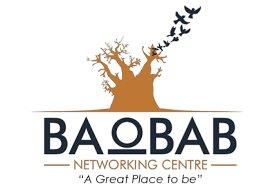 BAOBAB
NETWORKING CENTRE
"A Great Place to be"